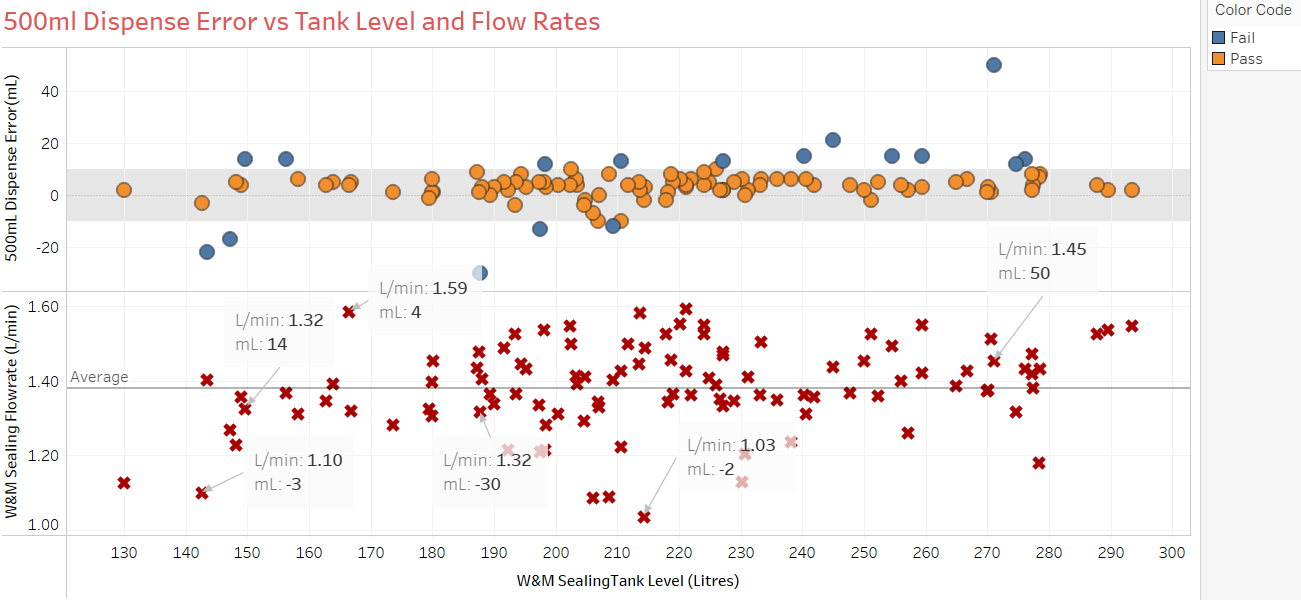 500ml Dispense Error vs Tank Level and Flow Rates
Color Code
Fail
Pass
500mL Dispense Error(mL)
40
20
0
-20
L/min: 1.45
mL: 50
L/min: 1.59
mL: 4
L/min: 1.32
mL: 14
W&M Sealing Flowrate (L/min)
1.60
1.40
1.20
1.00
Average
L/min: 1.10
mL: -3
L/min: 1.32
mL: -30
L/min: 1.03
mL: -2
130 140 150 160 170 180 190 200 210 220 230 240 250 260 270 280 290 300
W&M SealingTank Level (Litres)